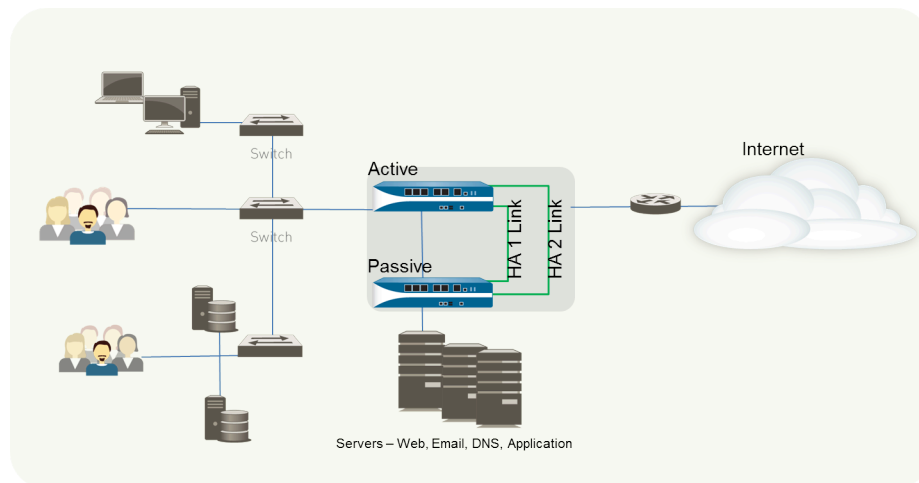 Switch
Active
Internet
Switch
HA 1 Link
HA 2 Link
Passive
Servers – Web, Email, DNS, Application